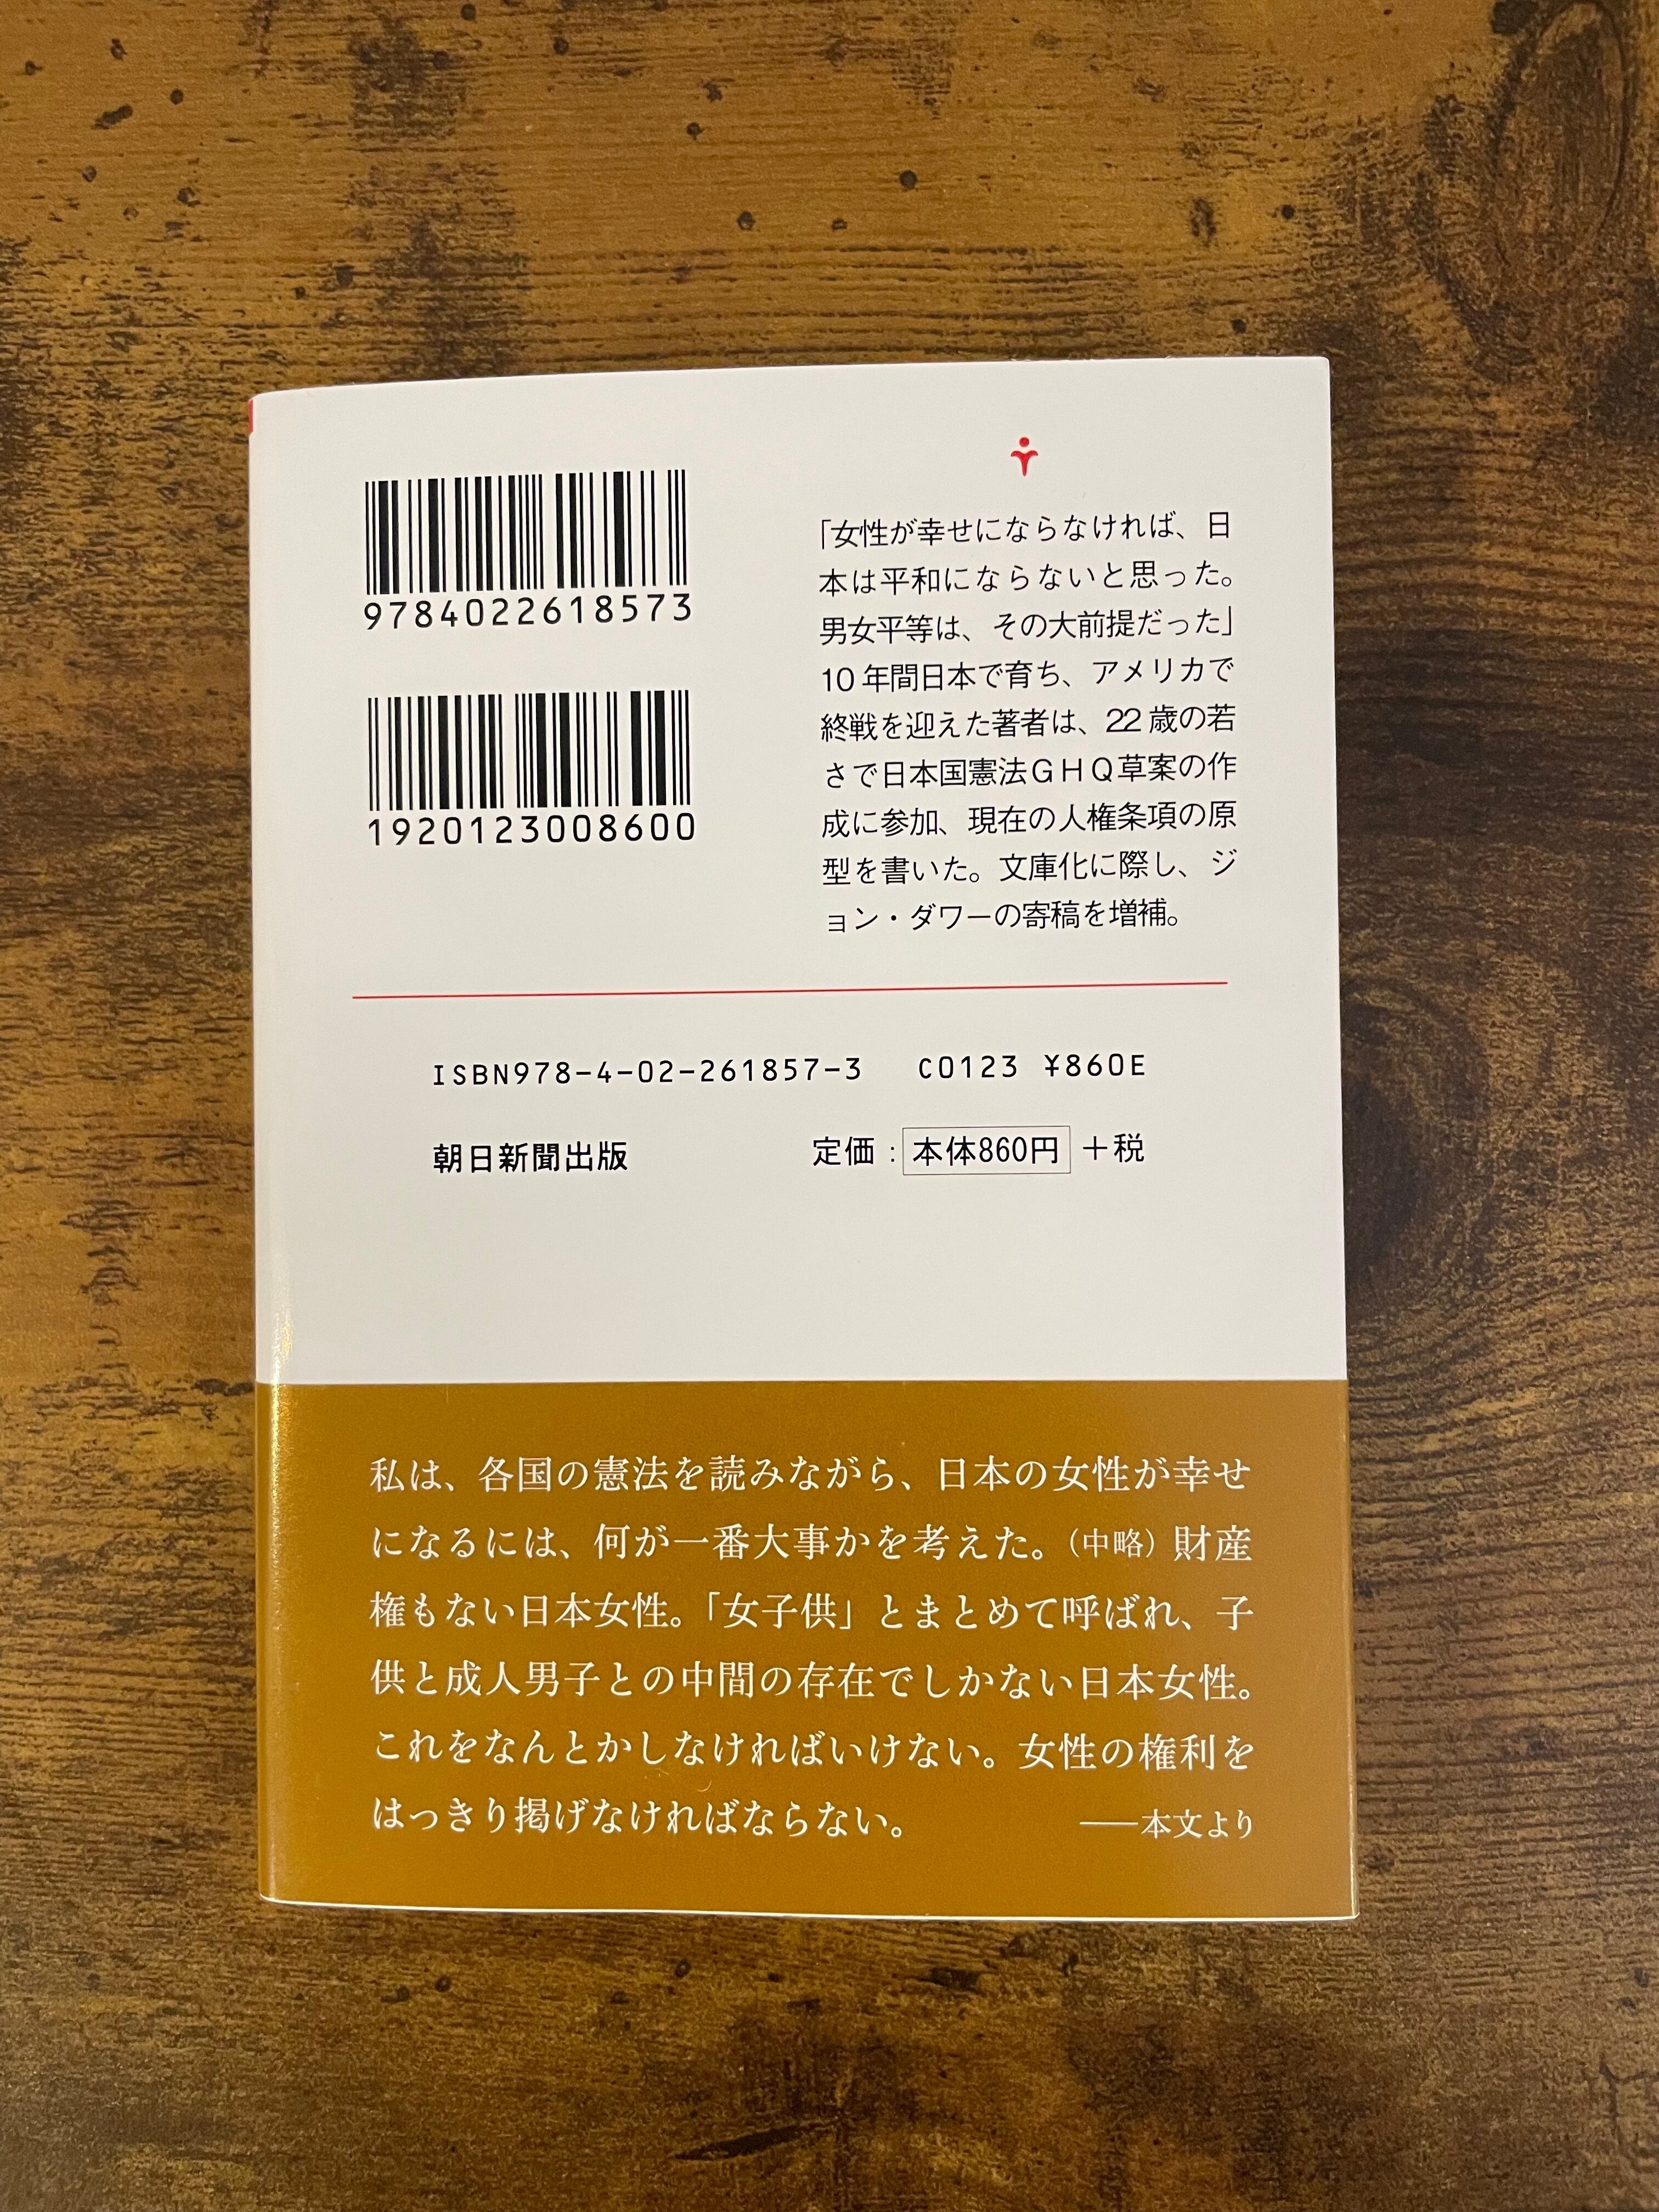 9784022618573
1920123008600
「女性が幸せにならなければ、日
本は平和にならないと思った。
男女平等は、その大前提だった」
10年間日本で育ち、アメリカで
終戦を迎えた著者は、22歳の若
さで日本国憲法GHQ草案の作
成に参加、現在の人権条項の原
型を書いた。文庫化に際し、ジ
ョン・ダワーの寄稿を増補。
ISBN978-4-02-261857-3 C0123 ¥860E
朝日新聞出版 定価:本体860円+税
私は、各国の憲法を読みながら、日本の女性が幸せ
になるには、何が一番大事かを考えた。(中略)財産
権もない日本女性。「女子供」とまとめて呼ばれ、子
供と成人男子との中間の存在でしかない日本女性。
これをなんとかしなければいけない。女性の権利を
はっきり掲げなければならない。 ――本文より